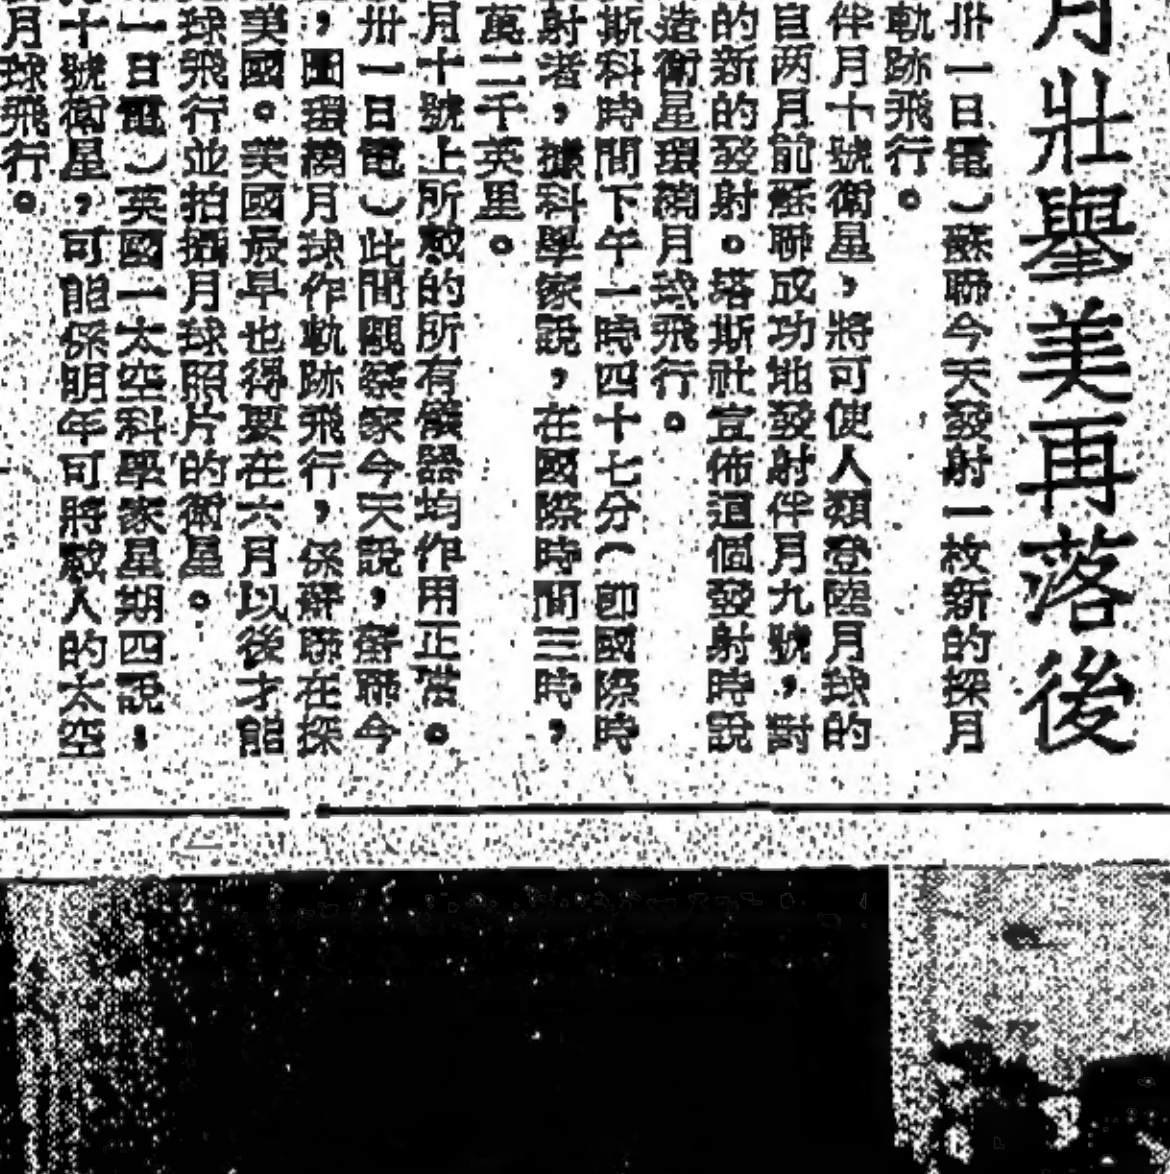 月壯舉美再落後
卅一日電）蘇聯今天發射一枚新的探月
軌跡飛行。
伴月十號衛星，將可使人類登陸月球的
自两月前蘇聯成功地發射伴月九號，對
的新的發射。塔斯社宣佈這個發射時說
造衛星環繞月球飛行。
斯科時間下午一時四十七分（卽國際時
射者，據科學家說，在國際時間三時，
萬二千英里。
月十號上所載的所有儀器均作用正常。
卅一日電）此間觀察家今天說，蘇聯今
，圍環繞月球作軌跡飛行，係蘇聯在探
美國。美國最早也得要在六月以後才能
球飛行並拍攝月球照片的衛星。
一日電）英國一太空科學家星期四說，
十號衛星，可能係明年可將載人的太空
月球飛行。